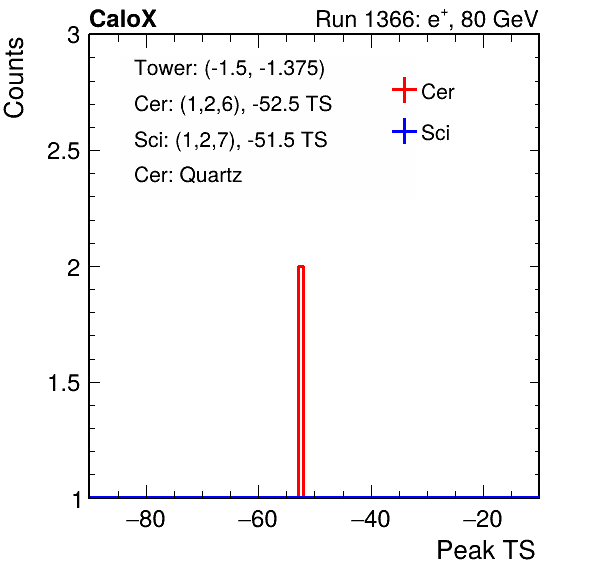 CaloX Run 1366: e⁺, 80 GeV
Counts
3
2.5
2
1.5
1
Tower: (-1.5, -1.375)
Cer: (1,2,6), -52.5 TS
Sci: (1,2,7), -51.5 TS
Cer: Quartz
Cer
Sci
−80 −60 −40 −20
Peak TS